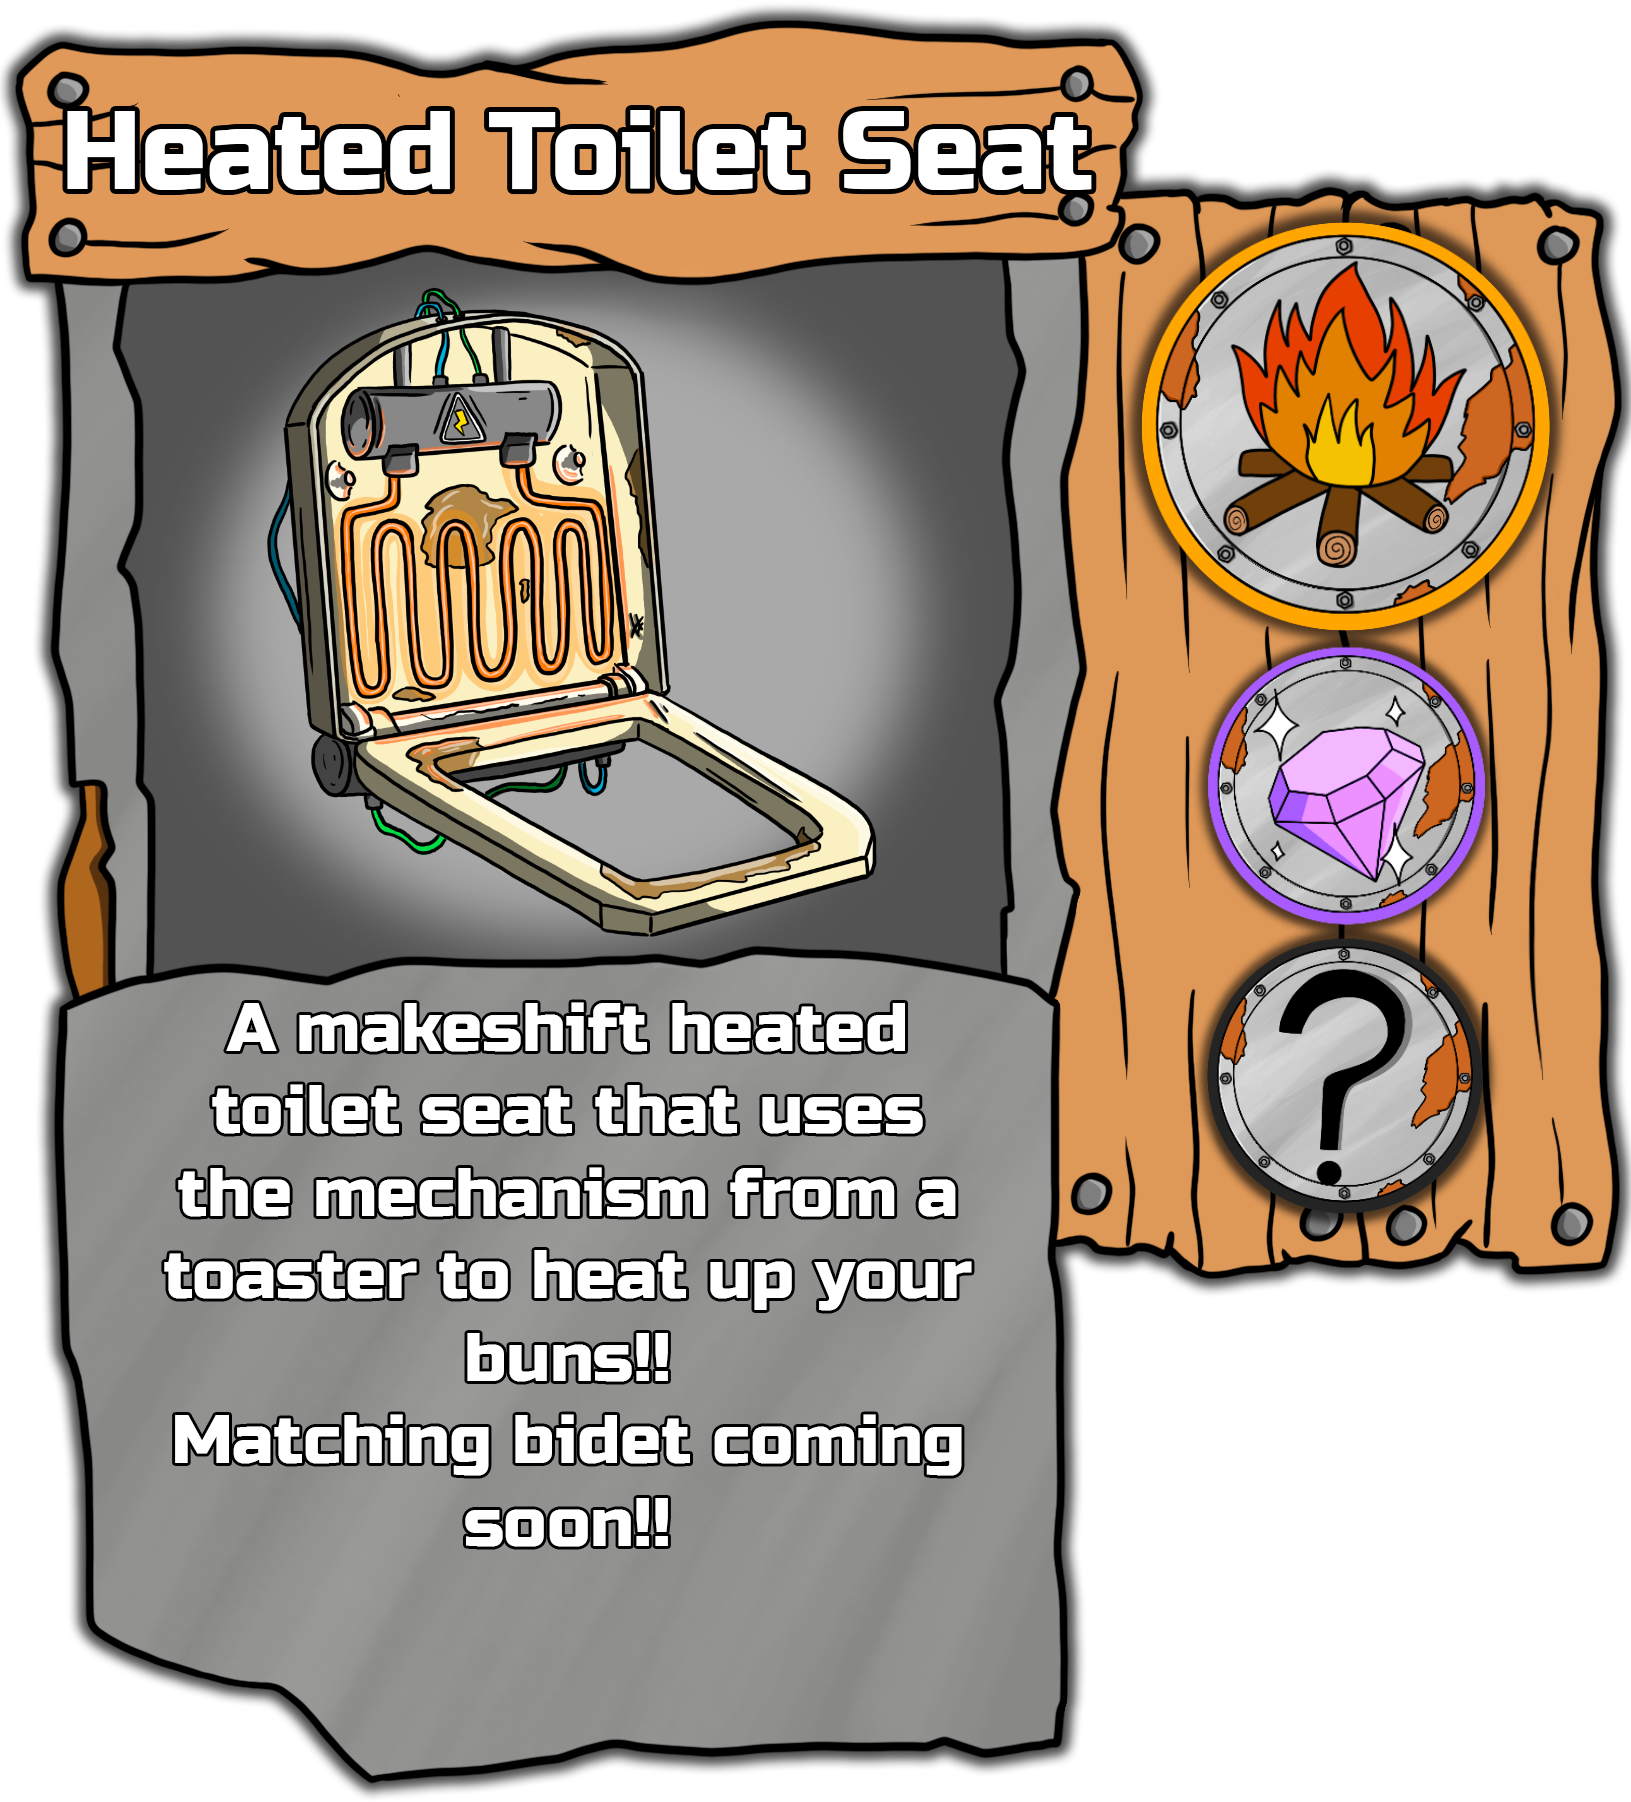 Heated Toilet Seat
A makeshift heated
toilet seat that uses
the mechanism from a
toaster to heat up your
buns!!
Matching bidet coming
soon!!
?